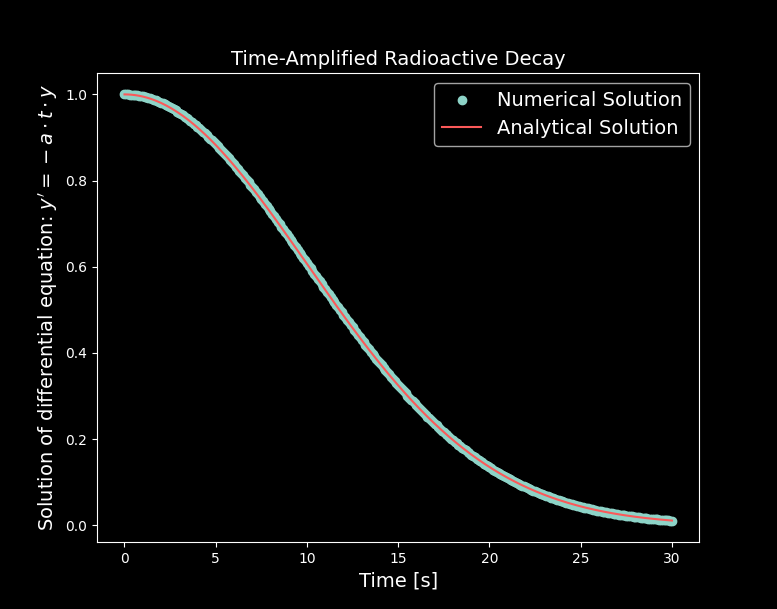 Time-Amplified Radioactive Decay
Numerical Solution
Analytical Solution
Solution of differential equation: y′ = − a · t · y
1.0
0.8
0.6
0.4
0.2
0.0
0 5 10 15 20 25 30
Time [s]